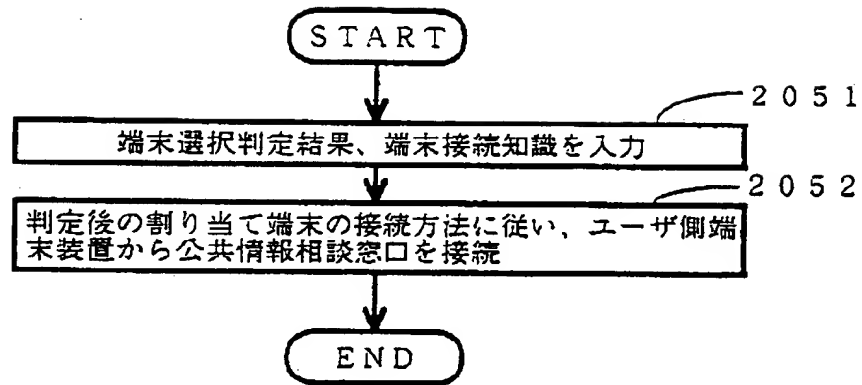 START
2051
端末選択判定結果、端末接続知識を入力
2052
判定後の割り当て端末の接続方法に従い、ユーザ側端
末装置から公共情報相談窓口を接続
END